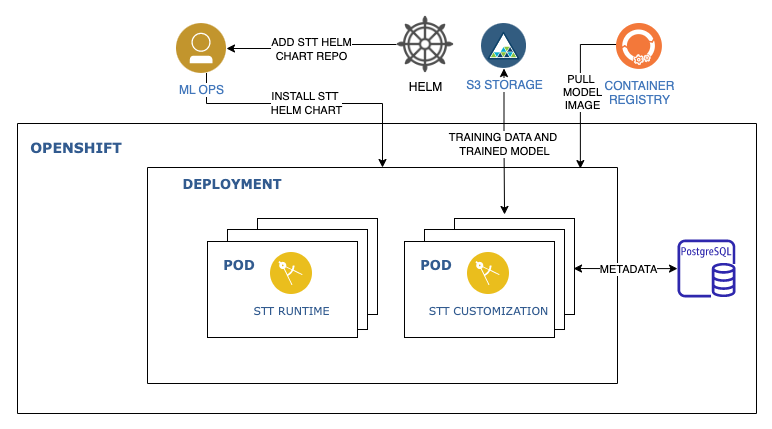 ADD STT HELM
CHART REPO
ML OPS
HELM
S3 STORAGE
PULL
MODEL
IMAGE
CONTAINER
REGISTRY
INSTALL STT
HELM CHART
TRAINING DATA AND
TRAINED MODEL
OPENSHIFT
DEPLOYMENT
POD
STT RUNTIME
POD
STT CUSTOMIZATION
METADATA
PostgreSQL